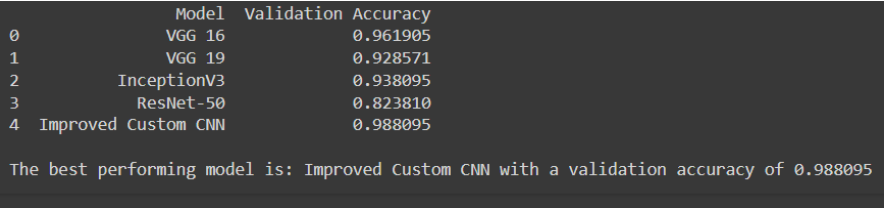 Model Validation Accuracy
0 VGG 16 0.961905
1 VGG 19 0.928571
2 InceptionV3 0.938095
3 ResNet-50 0.823810
4 Improved Custom CNN 0.988095
The best performing model is: Improved Custom CNN with a validation accuracy of 0.988095